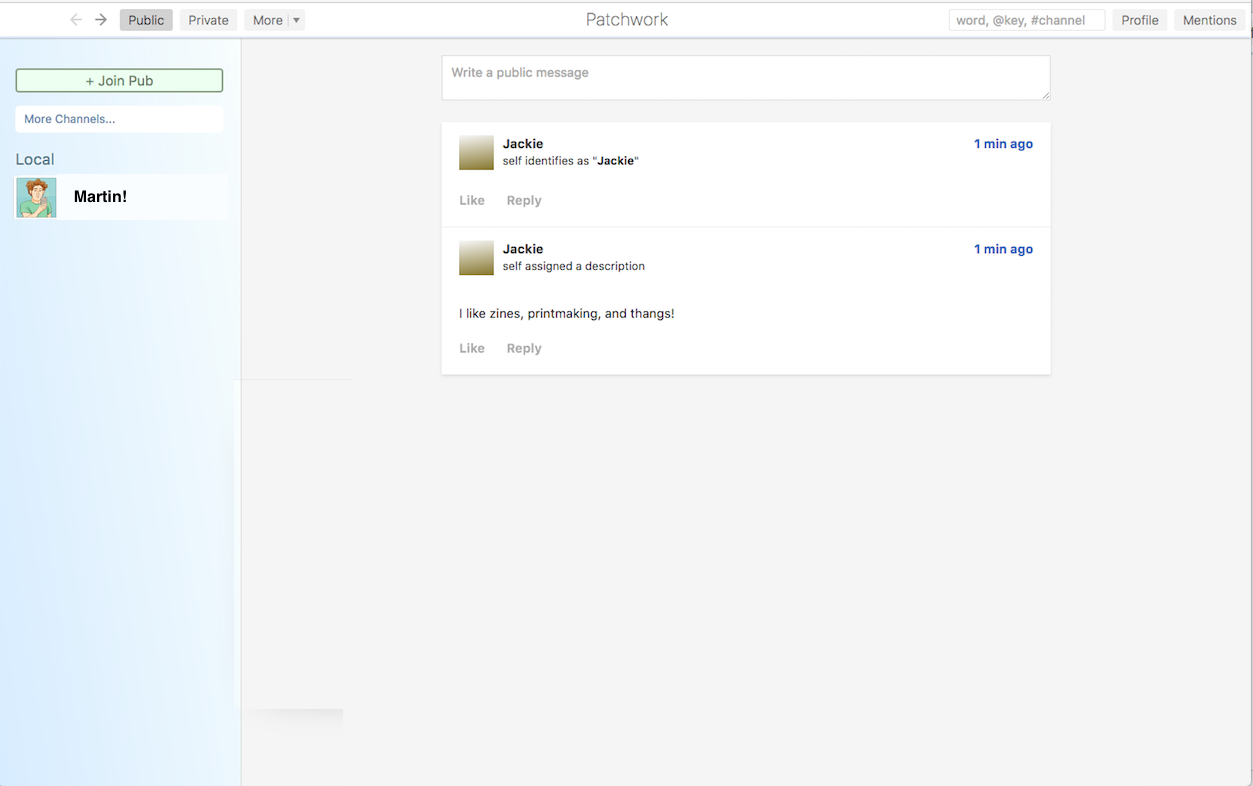 Public Private More ▾ Patchwork word, @key, #channel Profile Mentions
+ Join Pub
More Channels...
Local
Martin!
Write a public message
Jackie 1 min ago
self identifies as "Jackie"
Like Reply
Jackie 1 min ago
self assigned a description
I like zines, printmaking, and thangs!
Like Reply